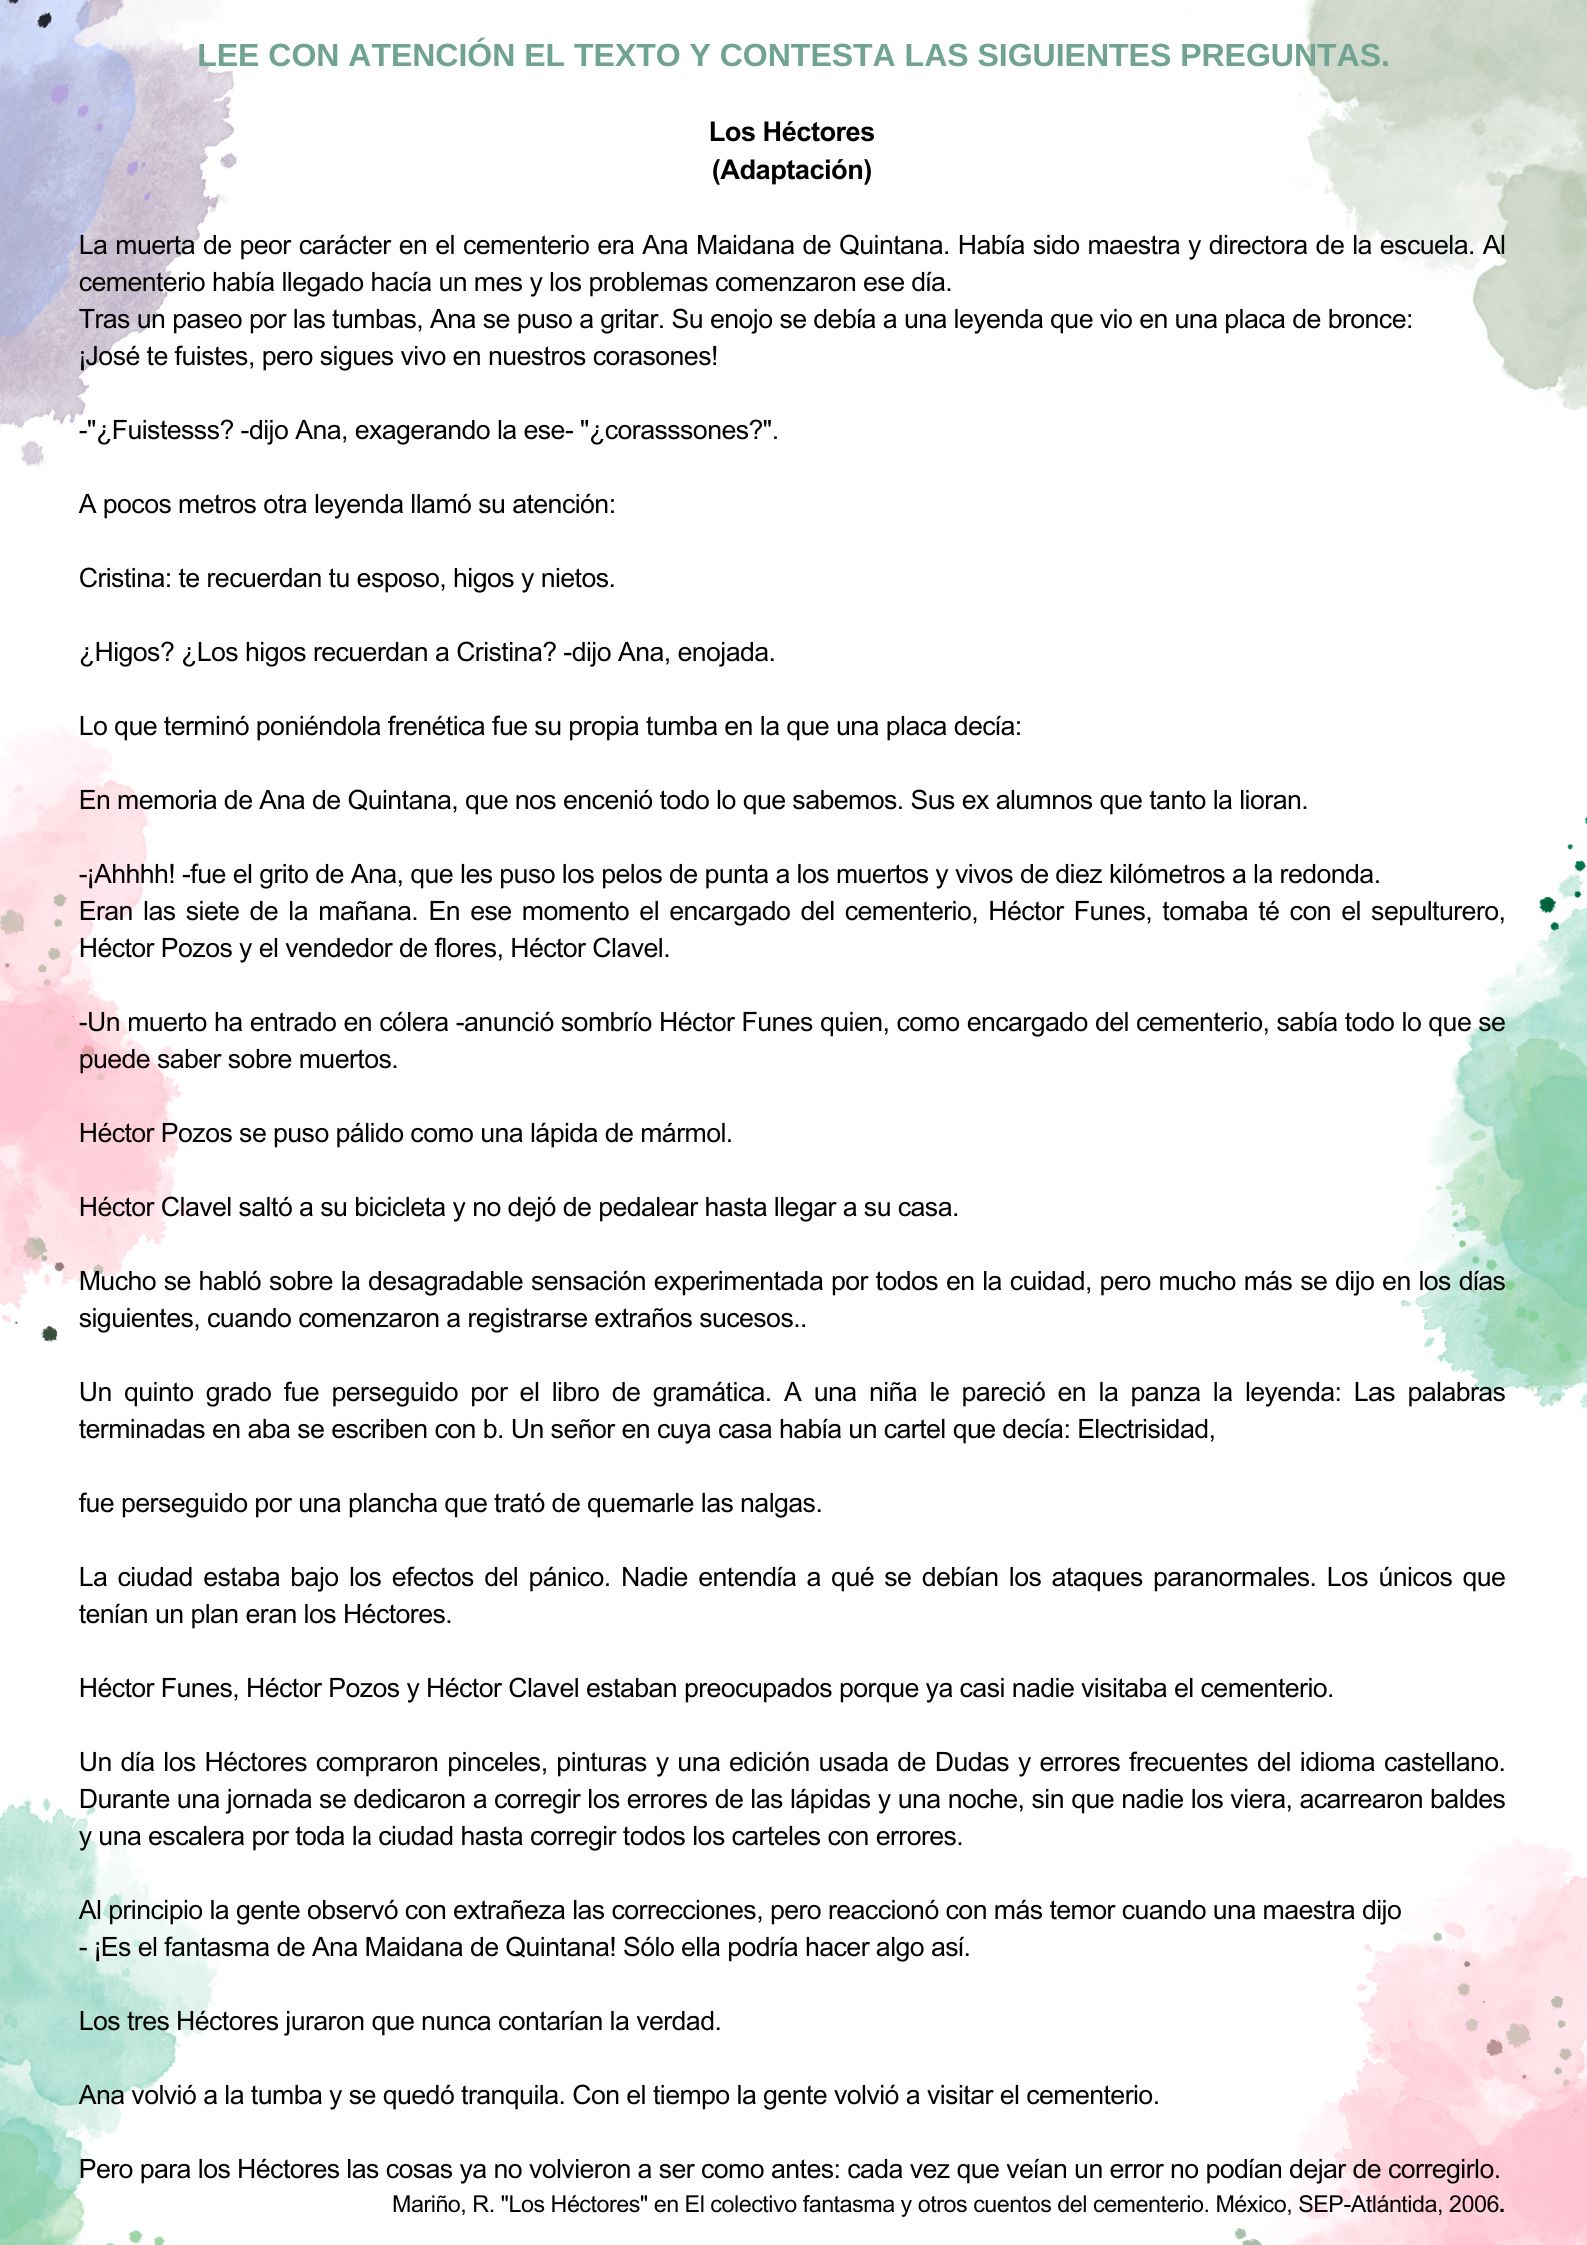 LEE CON ATENCIÓN EL TEXTO Y CONTESTA LAS SIGUIENTES PREGUNTAS.
Los Héctores
(Adaptación)
La muerta de peor carácter en el cementerio era Ana Maidana de Quintana. Había sido maestra y directora de la escuela. Al
cementerio había llegado hacía un mes y los problemas comenzaron ese día.
Tras un paseo por las tumbas, Ana se puso a gritar. Su enojo se debía a una leyenda que vio en una placa de bronce:
¡José te fuistes, pero sigues vivo en nuestros corasones!
-"¿Fuistesss? -dijo Ana, exagerando la ese- "¿corasssones?".
A pocos metros otra leyenda llamó su atención:
Cristina: te recuerdan tu esposo, higos y nietos.
¿Higos? ¿Los higos recuerdan a Cristina? -dijo Ana, enojada.
Lo que terminó poniéndola frenética fue su propia tumba en la que una placa decía:
En memoria de Ana de Quintana, que nos encenió todo lo que sabemos. Sus ex alumnos que tanto la lioran.
-¡Ahhhh! -fue el grito de Ana, que les puso los pelos de punta a los muertos y vivos de diez kilómetros a la redonda.
Eran las siete de la mañana. En ese momento el encargado del cementerio, Héctor Funes, tomaba té con el sepulturero,
Héctor Pozos y el vendedor de flores, Héctor Clavel.
-Un muerto ha entrado en cólera -anunció sombrío Héctor Funes quien, como encargado del cementerio, sabía todo lo que se
puede saber sobre muertos.
Héctor Pozos se puso pálido como una lápida de mármol.
Héctor Clavel saltó a su bicicleta y no dejó de pedalear hasta llegar a su casa.
Mucho se habló sobre la desagradable sensación experimentada por todos en la cuidad, pero mucho más se dijo en los días
siguientes, cuando comenzaron a registrarse extraños sucesos..
Un quinto grado fue perseguido por el libro de gramática. A una niña le pareció en la panza la leyenda: Las palabras
terminadas en aba se escriben con b. Un señor en cuya casa había un cartel que decía: Electrisidad,
fue perseguido por una plancha que trató de quemarle las nalgas.
La ciudad estaba bajo los efectos del pánico. Nadie entendía a qué se debían los ataques paranormales. Los únicos que
tenían un plan eran los Héctores.
Héctor Funes, Héctor Pozos y Héctor Clavel estaban preocupados porque ya casi nadie visitaba el cementerio.
Un día los Héctores compraron pinceles, pinturas y una edición usada de Dudas y errores frecuentes del idioma castellano.
Durante una jornada se dedicaron a corregir los errores de las lápidas y una noche, sin que nadie los viera, acarrearon baldes
y una escalera por toda la ciudad hasta corregir todos los carteles con errores.
Al principio la gente observó con extrañeza las correcciones, pero reaccionó con más temor cuando una maestra dijo
- ¡Es el fantasma de Ana Maidana de Quintana! Sólo ella podría hacer algo así.
Los tres Héctores juraron que nunca contarían la verdad.
Ana volvió a la tumba y se quedó tranquila. Con el tiempo la gente volvió a visitar el cementerio.
Pero para los Héctores las cosas ya no volvieron a ser como antes: cada vez que veían un error no podían dejar de corregirlo.
Mariño, R. "Los Héctores" en El colectivo fantasma y otros cuentos del cementerio. México, SEP-Atlántida, 2006.